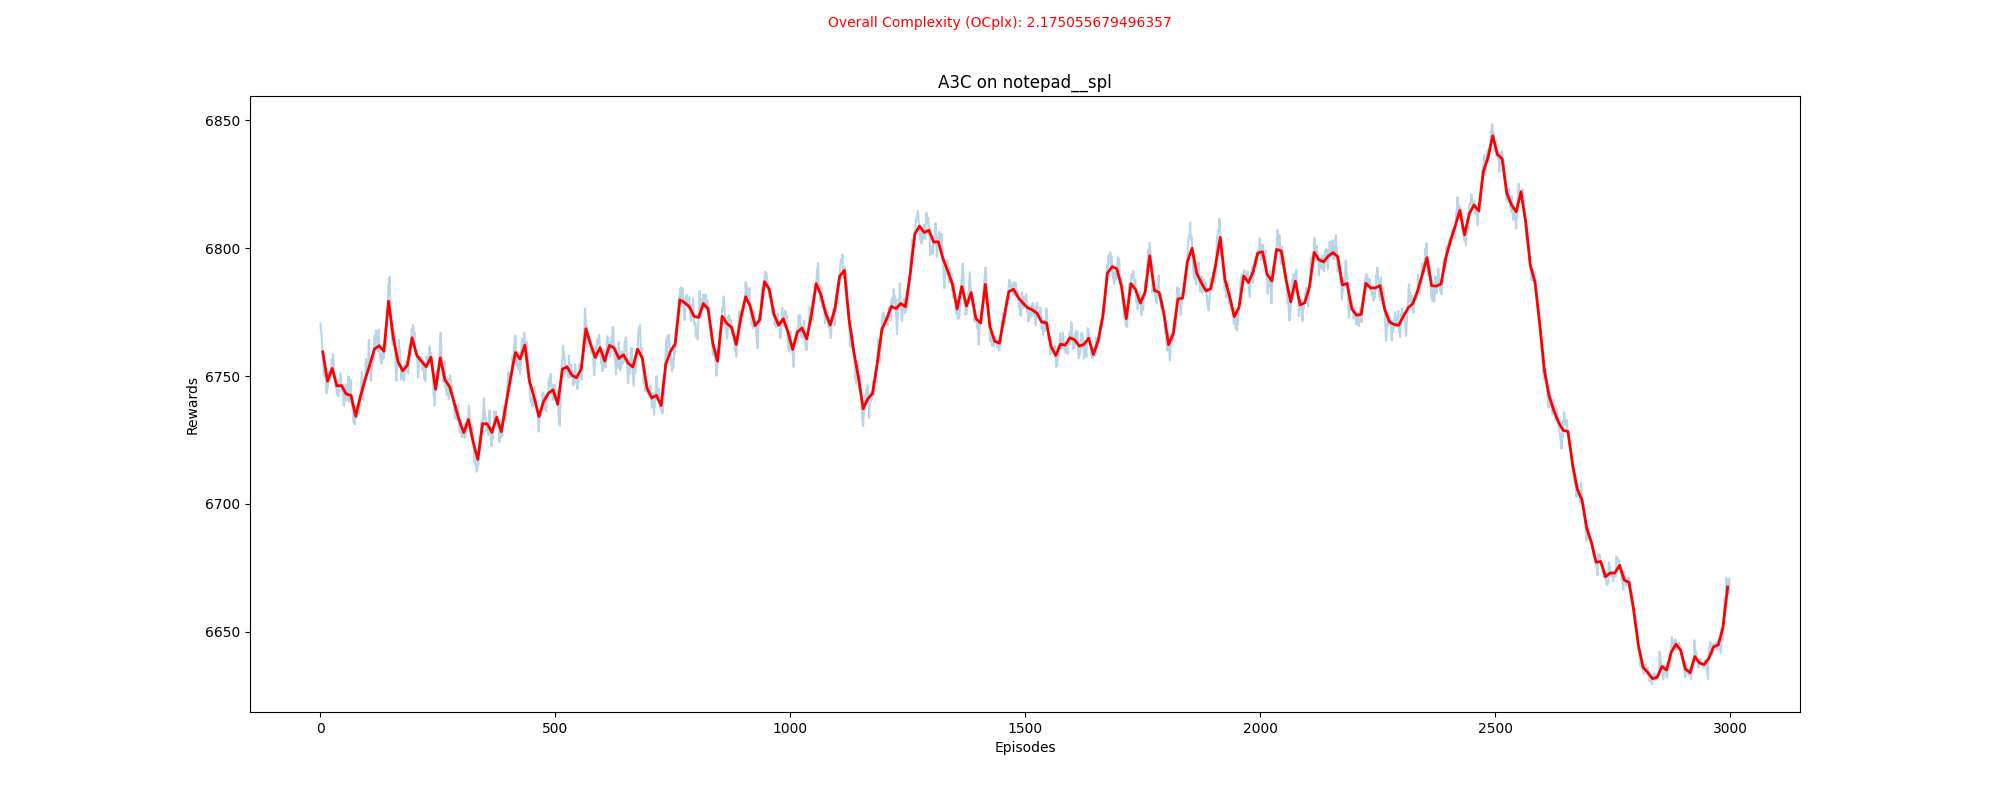 Overall Complexity (OCplx): 2.175055679496357
A3C on notepad__spl
6850
6800
6750
6700
6650
Rewards
0 500 1000 1500 2000 2500 3000
Episodes